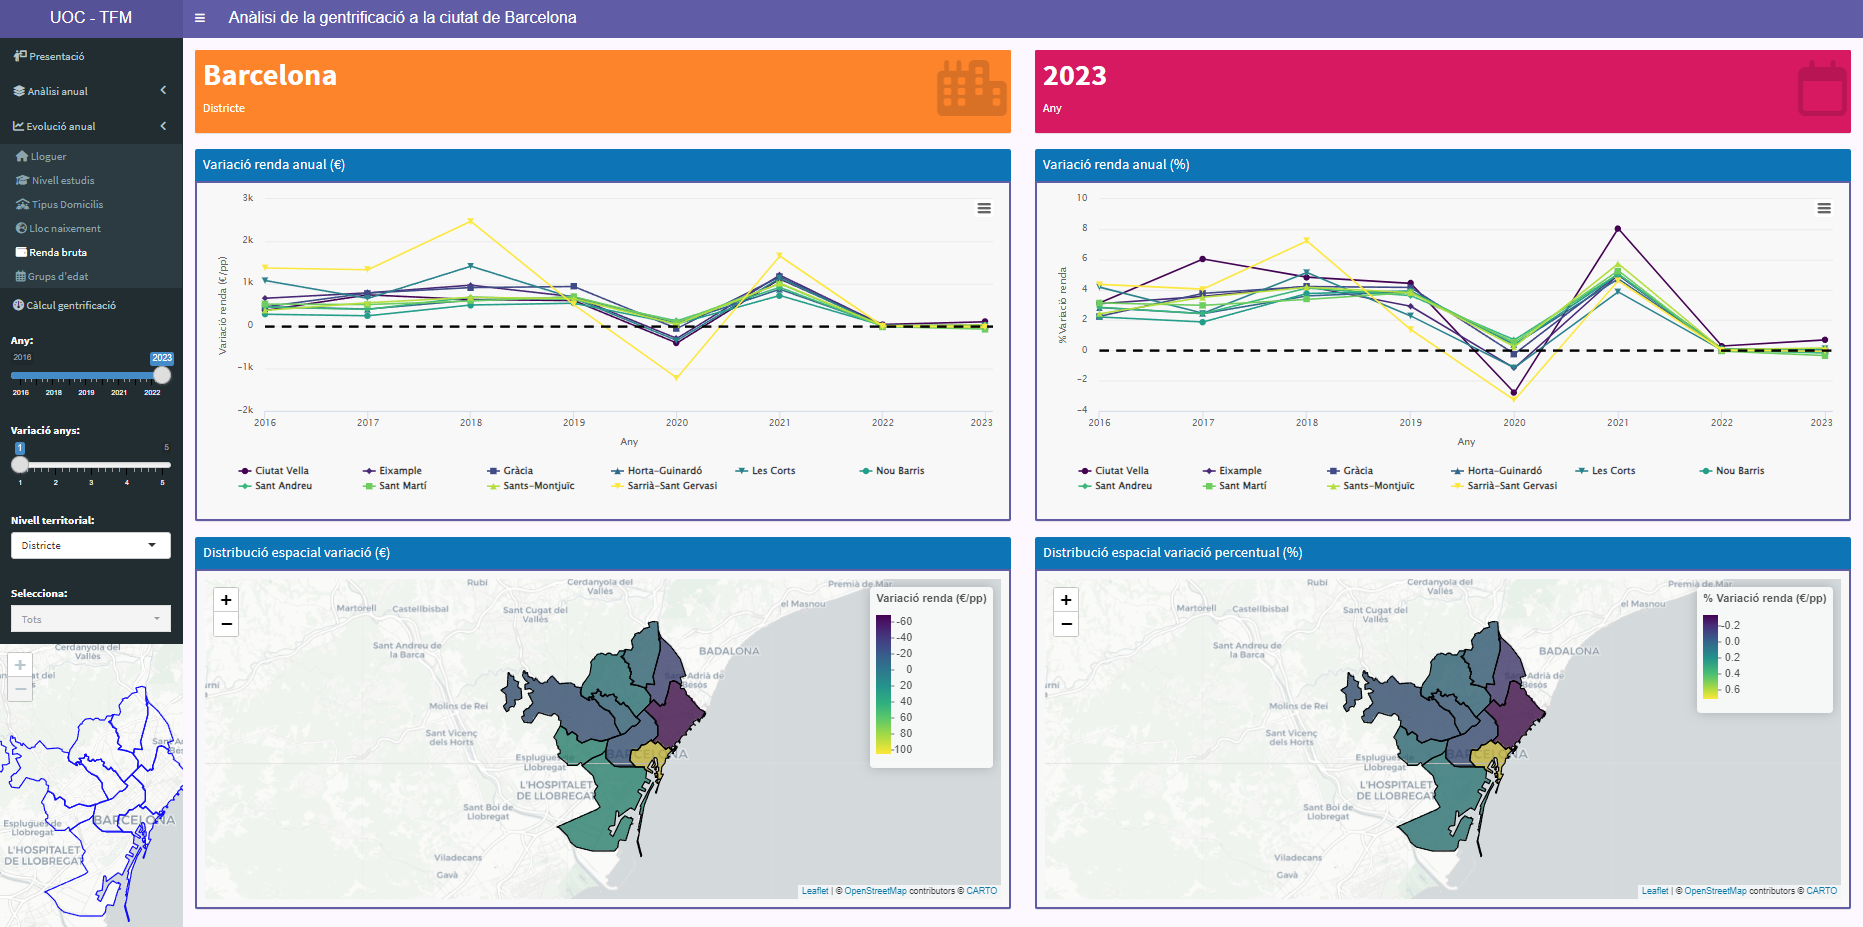 UOC - TFM
Anàlisi de la gentrificació a la ciutat de Barcelona
Presentació
Anàlisi anual
Evolució anual
Lloguer
Nivell estudis
Tipus Domicilis
Lloc naixement
Renda bruta
Grups d'edat
Càlcul gentrificació
Any:
2016 2023
2016 2018 2019 2021 2022
Variació anys:
1 5
1 2 3 4 5
Nivell territorial:
Districte
Selecciona:
Tots
+
−
Cerdanyola del
Vallès
Esplugues de
Llobregat
BARCELONA
L'HOSPITALET
DE LLOBREGAT
Barcelona
Districte
2023
Any
Variació renda anual (€)
3k
2k
1k
0
−1k
−2k
Variació renda (€/pp)
2016 2017 2018 2019 2020 2021 2022 2023
Any
Ciutat Vella Eixample Gràcia Horta-Guinardó Les Corts Nou Barris
Sant Andreu Sant Martí Sants-Montjuïc Sarrià-Sant Gervasi
Variació renda anual (%)
10
8
6
4
2
0
−2
−4
% Variació renda
2016 2017 2018 2019 2020 2021 2022 2023
Any
Ciutat Vella Eixample Gràcia Horta-Guinardó Les Corts Nou Barris
Sant Andreu Sant Martí Sants-Montjuïc Sarrià-Sant Gervasi
Distribució espacial variació (€)
+
−
Rubí
Cerdanyola del
Vallès
Premià de Mar
el Masnou
Martorell
Castellbisbal
Sant Cugat del
Vallès
Sant Andreu de
la Barca
BADALONA
Sant Adrià de
Besòs
Molins de Rei
Sant Vicenç
dels Horts
Esplugues de
Llobregat
BARCELONA
L'HOSPITALET
DE LLOBREGAT
Sant Boi de
Llobregat
Viladecans
Gavà
Variació renda (€/pp)
-60
-40
-20
0
20
40
60
80
100
Leaflet | © OpenStreetMap contributors © CARTO
Distribució espacial variació percentual (%)
+
−
Rubí
Cerdanyola del
Vallès
Premià de Mar
el Masnou
Martorell
Castellbisbal
Sant Cugat del
Vallès
Sant Andreu de
la Barca
BADALONA
Sant Adrià de
Besòs
Molins de Rei
Sant Vicenç
dels Horts
Esplugues de
Llobregat
BARCELONA
L'HOSPITALET
DE LLOBREGAT
Sant Boi de
Llobregat
Viladecans
Gavà
% Variació renda (€/pp)
-0.2
0.0
0.2
0.4
0.6
Leaflet | © OpenStreetMap contributors © CARTO